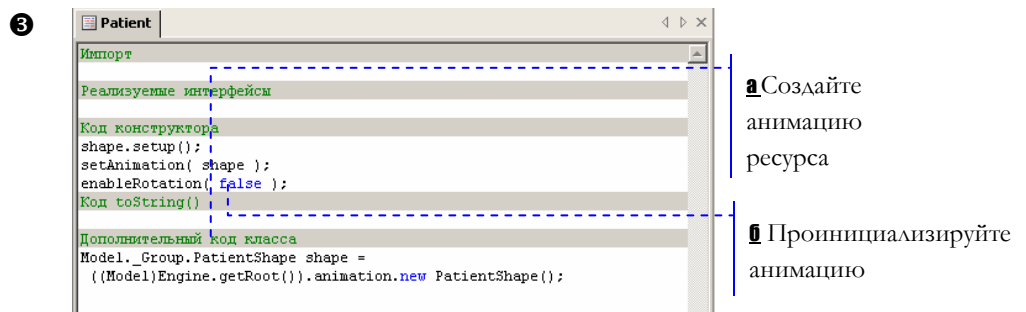 ❸
Patient
Импорт
Реализуемые интерфейсы
Код конструктора
shape.setup();
setAnimation( shape );
enableRotation( false );
Код toString()
Дополнительный код класса
Model._Group.PatientShape shape =
((Model)Engine.getRoot()).animation.new PatientShape();
а Создайте
анимацию
ресурса
б Проинициализируйте
анимацию